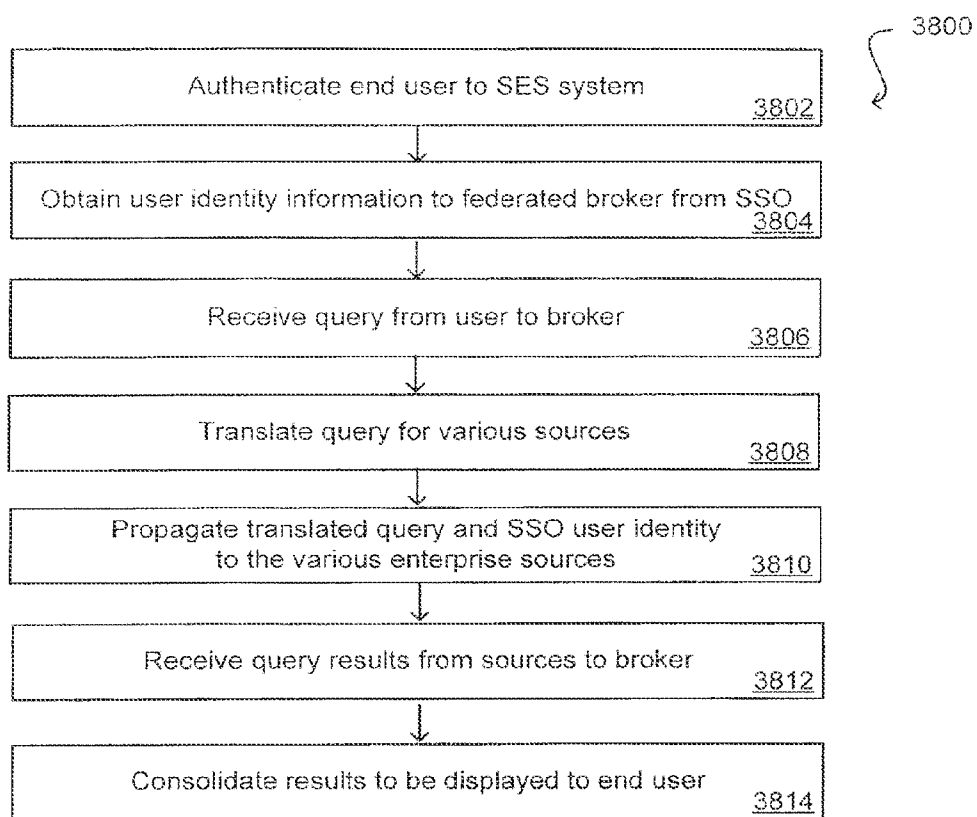 3800
Authenticate end user to SES system
3802
Obtain user identity information to federated broker from SSO
3804
Receive query from user to broker
3806
Translate query for various sources
3808
Propagate translated query and SSO user identity
to the various enterprise sources
3810
Receive query results from sources to broker
3812
Consolidate results to be displayed to end user
3814